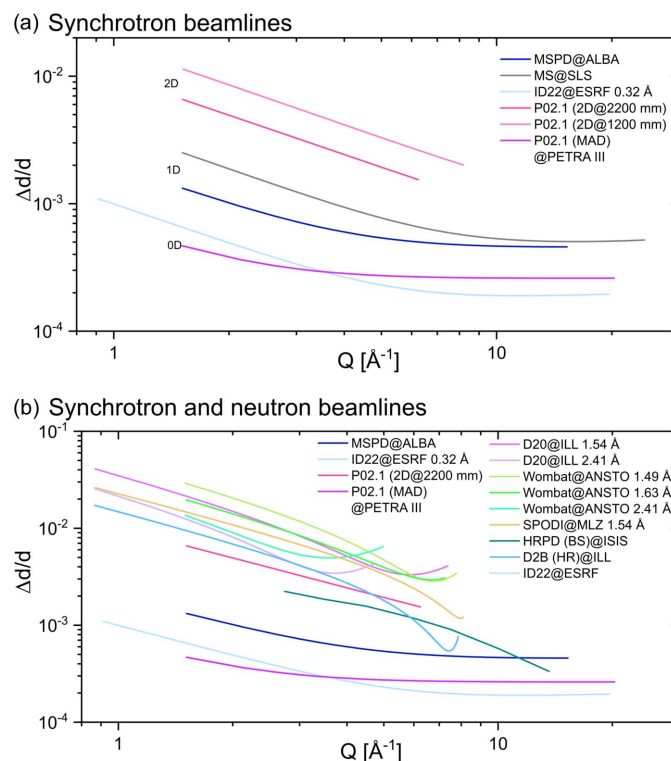 (a) Synchrotron beamlines
MSPD@ALBA
MS@SLS
ID22@ESRF 0.32 Å
P02.1 (2D@2200 mm)
P02.1 (2D@1200 mm)
P02.1 (MAD)
@PETRA III
2D
1D
0D
10⁻²
10⁻³
10⁻⁴
Δd/d
1
10
Q [Å⁻¹]
(b) Synchrotron and neutron beamlines
MSPD@ALBA
ID22@ESRF 0.32 Å
P02.1 (2D@2200 mm)
P02.1 (MAD)
@PETRA III
D20@ILL 1.54 Å
D20@ILL 2.41 Å
Wombat@ANSTO 1.49 Å
Wombat@ANSTO 1.63 Å
Wombat@ANSTO 2.41 Å
SPODI@MLZ 1.54 Å
HRPD (BS)@ISIS
D2B (HR)@ILL
ID22@ESRF
10⁻¹
10⁻²
10⁻³
10⁻⁴
Δd/d
1
10
Q [Å⁻¹]